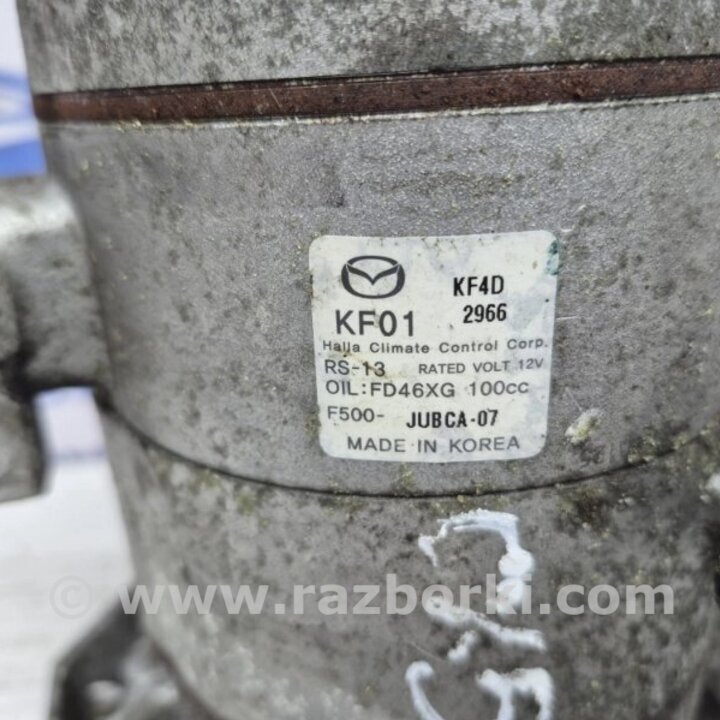 KF01 KF4D
2966
Halla Climate Control Corp.
RS-13 RATED VOLT 12V
OIL:FD46XG 100cc
F500- JUBCA-07
MADE IN KOREA
© www.razborki.com